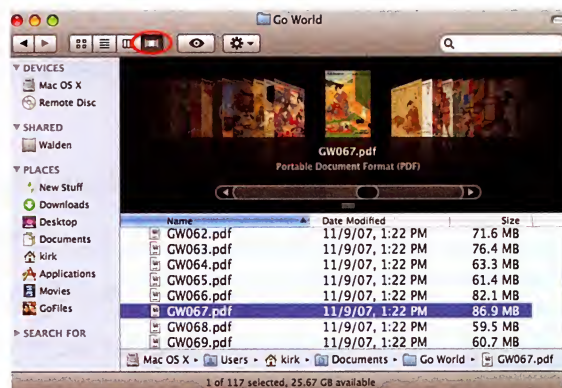 Go World
DEVICES
Mac OS X
Remote Disc
SHARED
Walden
PLACES
New Stuff
Downloads
Desktop
Documents
kirk
Applications
Movies
GoFiles
SEARCH FOR
GW067.pdf
Portable Document Format (PDF)
Name Date Modified Size
GW062.pdf 11/9/07, 1:22 PM 71.6 MB
GW063.pdf 11/9/07, 1:22 PM 76.4 MB
GW064.pdf 11/9/07, 1:22 PM 63.3 MB
GW065.pdf 11/9/07, 1:22 PM 61.4 MB
GW066.pdf 11/9/07, 1:22 PM 82.1 MB
GW067.pdf 11/9/07, 1:22 PM 86.9 MB
GW068.pdf 11/9/07, 1:22 PM 59.5 MB
GW069.pdf 11/9/07, 1:22 PM 60.7 MB
Mac OS X ▸ Users ▸ kirk ▸ Documents ▸ Go World ▸ GW067.pdf
1 of 117 selected, 25.67 GB available